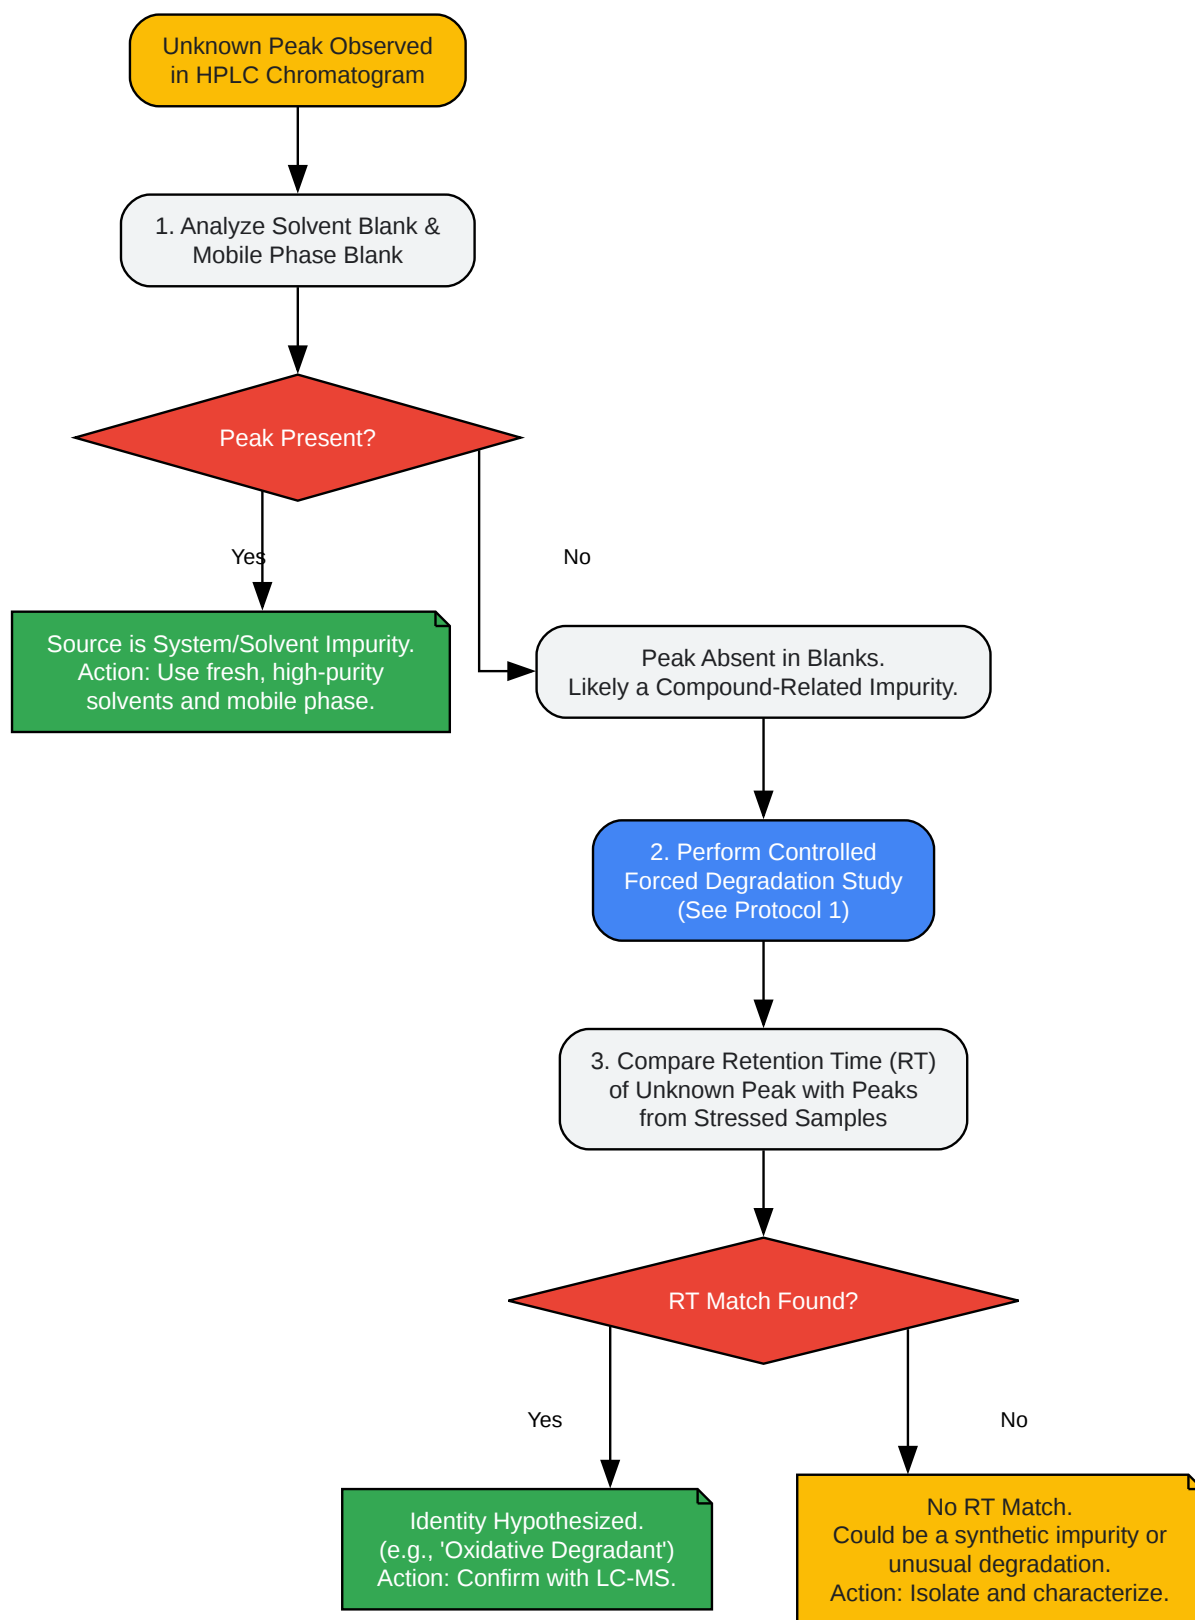 Unknown Peak Observed
in HPLC Chromatogram
1. Analyze Solvent Blank &
Mobile Phase Blank
Peak Present?
Yes
No
Source is System/Solvent Impurity.
Action: Use fresh, high-purity
solvents and mobile phase.
Peak Absent in Blanks.
Likely a Compound-Related Impurity.
2. Perform Controlled
Forced Degradation Study
(See Protocol 1)
3. Compare Retention Time (RT)
of Unknown Peak with Peaks
from Stressed Samples
RT Match Found?
Yes
No
Identity Hypothesized.
(e.g., 'Oxidative Degradant')
Action: Confirm with LC-MS.
No RT Match.
Could be a synthetic impurity or
unusual degradation.
Action: Isolate and characterize.